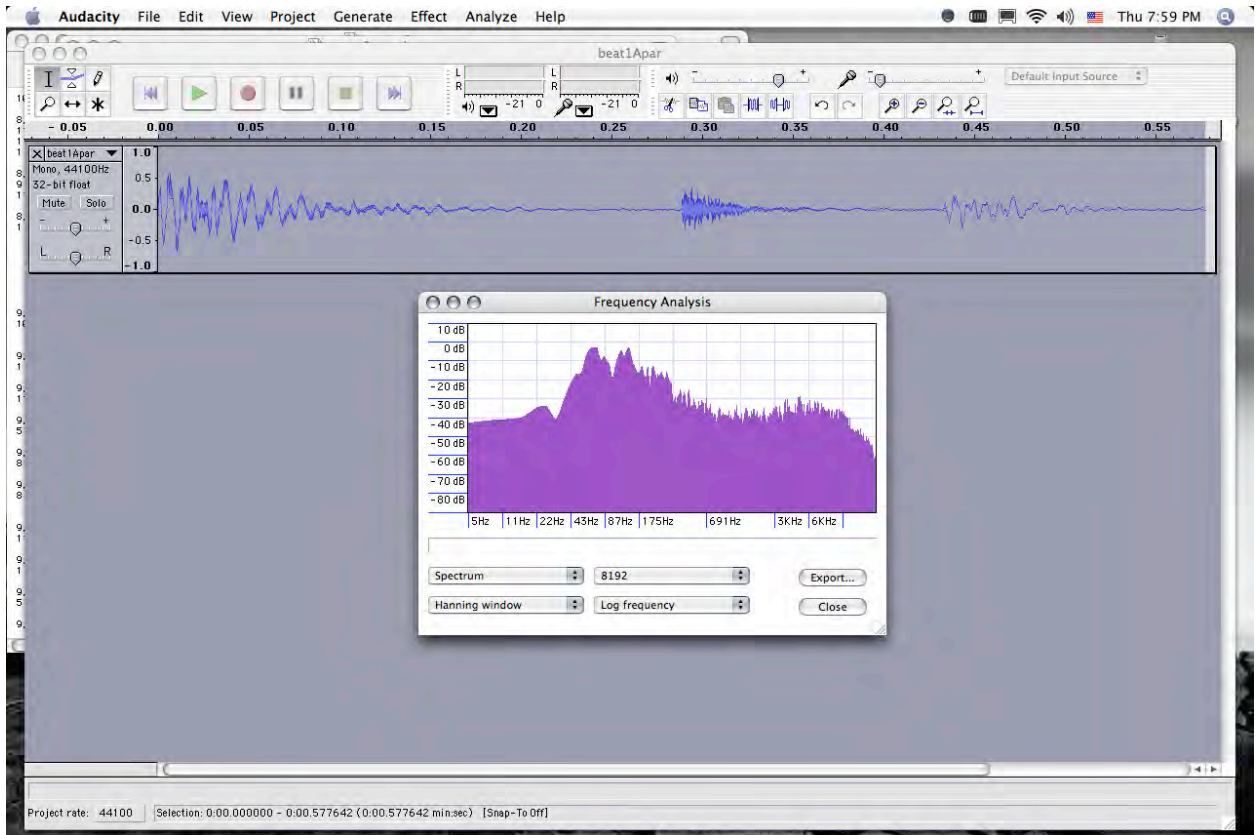 Audacity File Edit View Project Generate Effect Analyze Help Thu 7:59 PM
beat1Apar
L
R
-21 0
L
R
-21 0
- +
- +
Default Input Source
- 0.05 0.00 0.05 0.10 0.15 0.20 0.25 0.30 0.35 0.40 0.45 0.50 0.55
X beat1Apar
Mono, 44100Hz
32-bit float
Mute Solo
- +
L R
1.0
0.5
0.0
-0.5
-1.0
Frequency Analysis
10 dB
0 dB
-10 dB
-20 dB
-30 dB
-40 dB
-50 dB
-60 dB
-70 dB
-80 dB
5Hz 11Hz 22Hz 43Hz 87Hz 175Hz 691Hz 3KHz 6KHz
Spectrum 8192 Export...
Hanning window Log frequency Close
Project rate: 44100 Selection: 0:00.000000 - 0:00.577642 (0:00.577642 min:sec) [Snap-To Off]